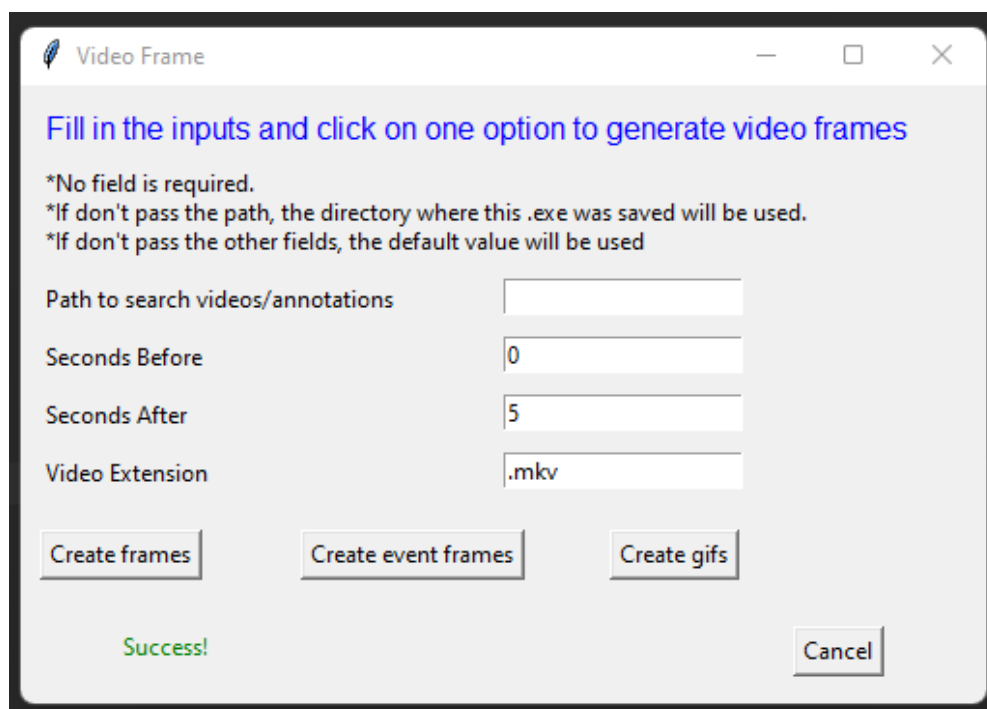 Video Frame
Fill in the inputs and click on one option to generate video frames
*No field is required.
*If don't pass the path, the directory where this .exe was saved will be used.
*If don't pass the other fields, the default value will be used
Path to search videos/annotations
Seconds Before 0
Seconds After 5
Video Extension .mkv
Create frames Create event frames Create gifs
Success! Cancel